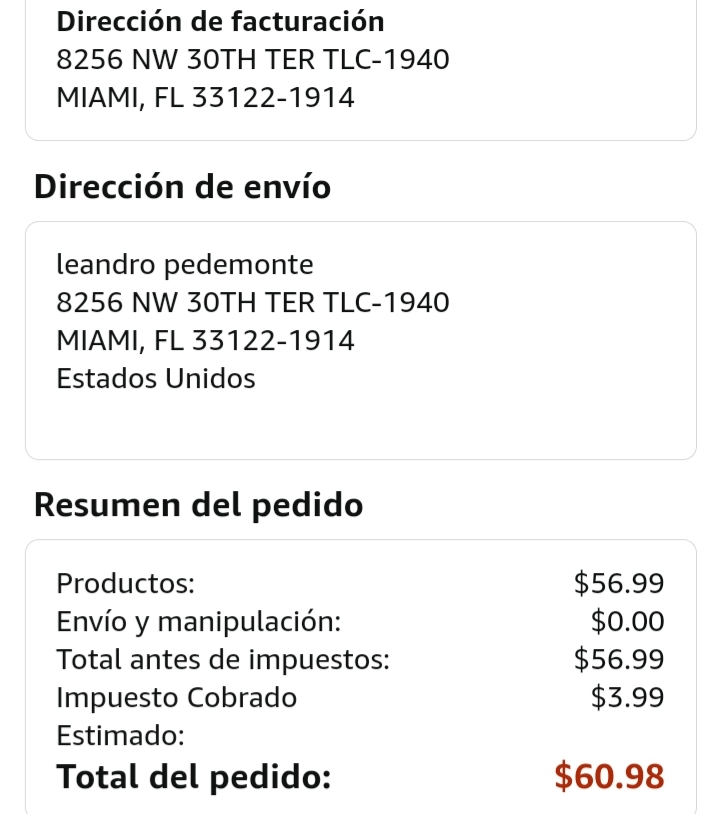 Dirección de facturación
8256 NW 30TH TER TLC-1940
MIAMI, FL 33122-1914
Dirección de envío
leandro pedemonte
8256 NW 30TH TER TLC-1940
MIAMI, FL 33122-1914
Estados Unidos
Resumen del pedido
Productos: $56.99
Envío y manipulación: $0.00
Total antes de impuestos: $56.99
Impuesto Cobrado $3.99
Estimado:
Total del pedido: $60.98